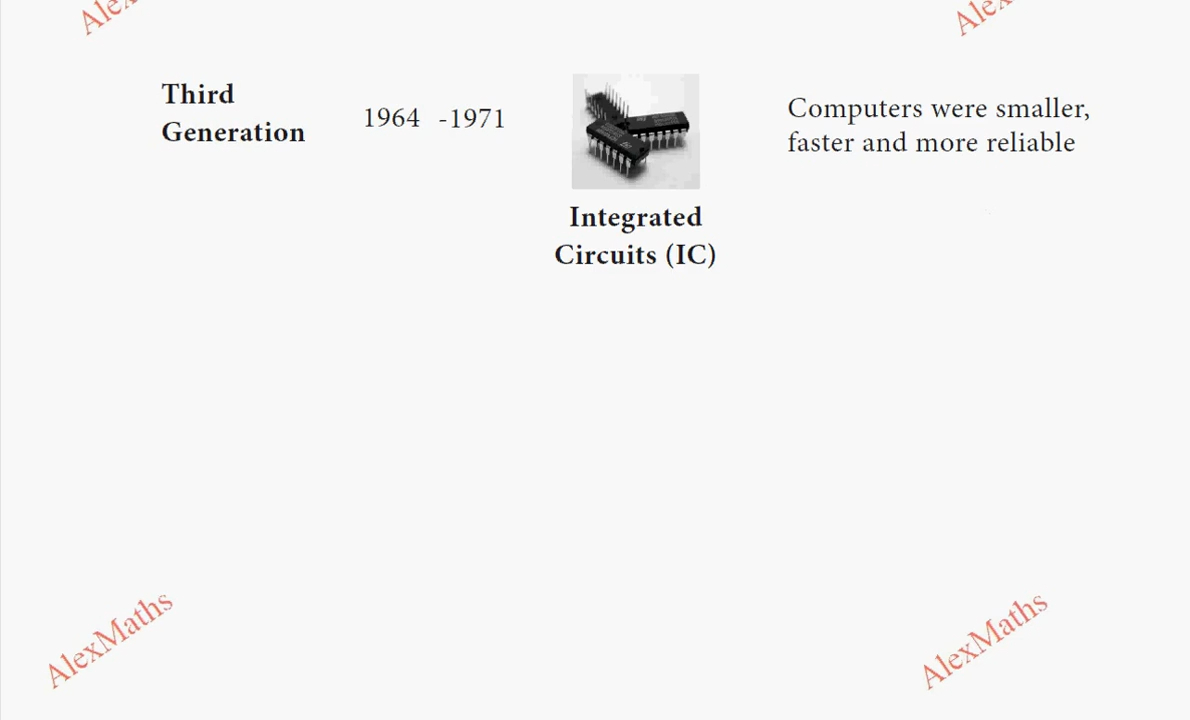 Third
Generation
1964 -1971
Integrated
Circuits (IC)
Computers were smaller,
faster and more reliable
AlexMaths
AlexMaths